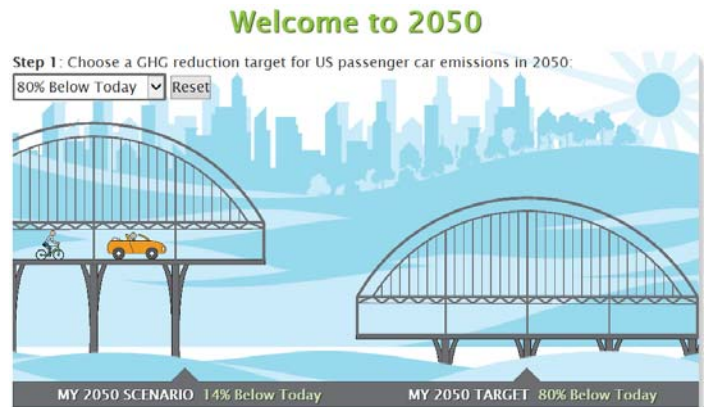 Welcome to 2050
Step 1: Choose a GHG reduction target for US passenger car emissions in 2050:
80% Below Today Reset
MY 2050 SCENARIO 14% Below Today MY 2050 TARGET 80% Below Today